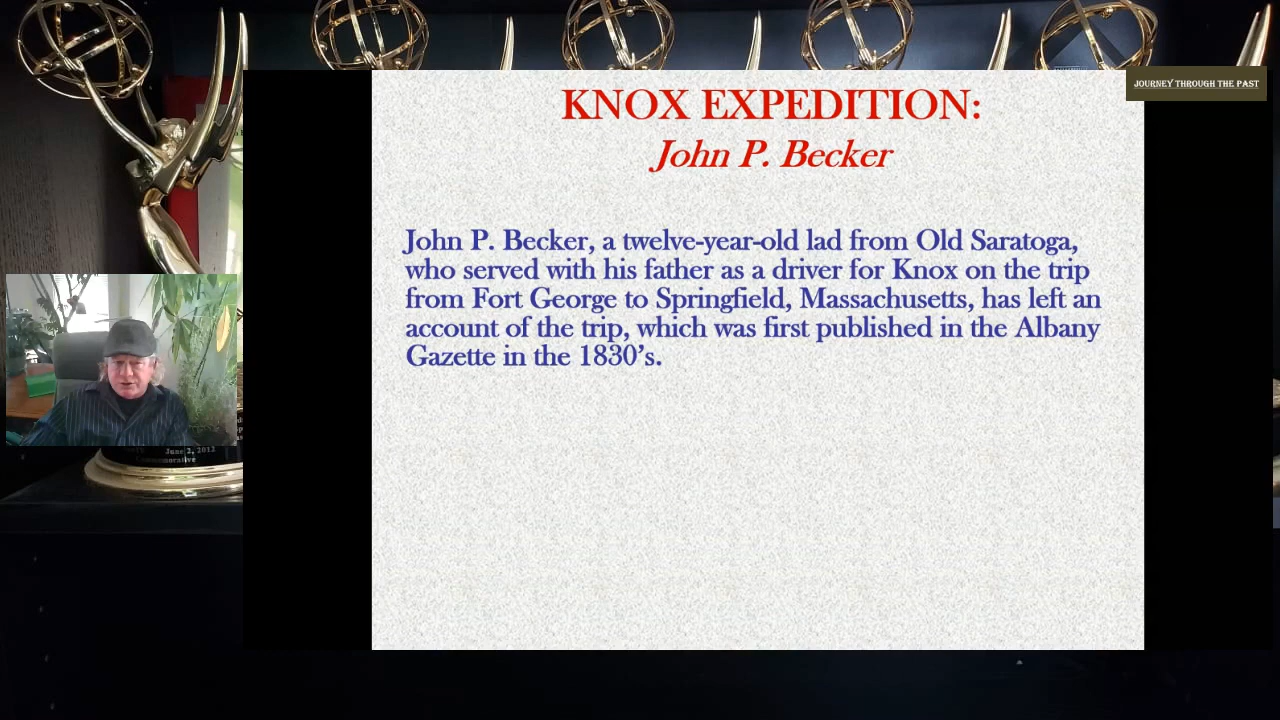 JOURNEY THROUGH THE PAST
KNOX EXPEDITION:
John P. Becker
John P. Becker, a twelve-year-old lad from Old Saratoga,
who served with his father as a driver for Knox on the trip
from Fort George to Springfield, Massachusetts, has left an
account of the trip, which was first published in the Albany
Gazette in the 1830’s.
June 2, 2012
Commemorative